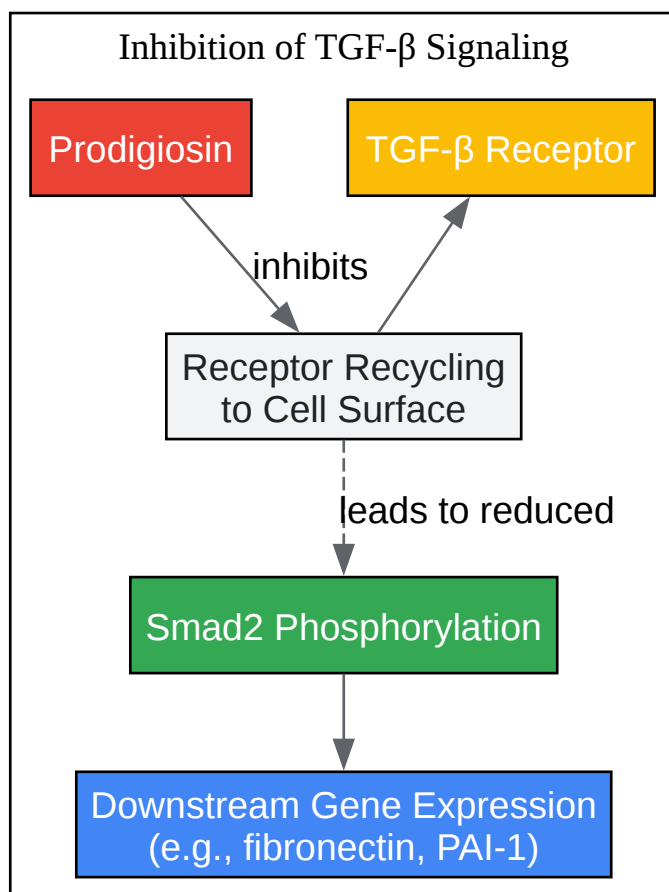 Inhibition of TGF-β Signaling
Prodigiosin
TGF-β Receptor
inhibits
Receptor Recycling
to Cell Surface
leads to reduced
Smad2 Phosphorylation
Downstream Gene Expression
(e.g., fibronectin, PAI-1)